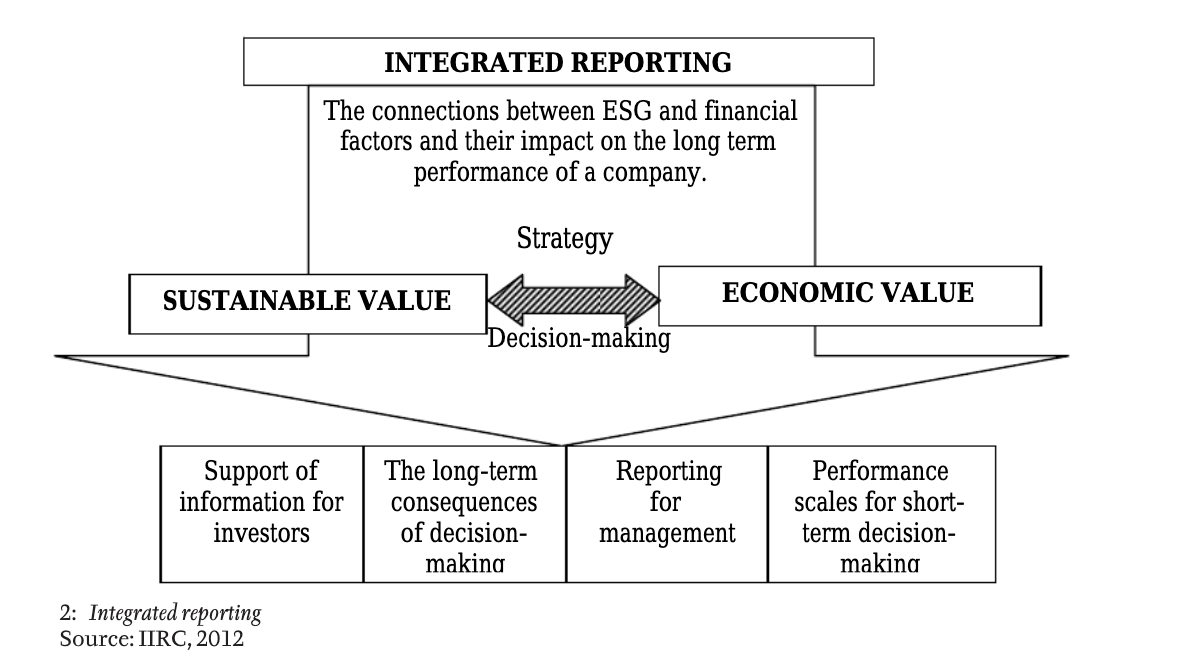 INTEGRATED REPORTING
The connections between ESG and financial
factors and their impact on the long term
performance of a company.
Strategy
SUSTAINABLE VALUE
ECONOMIC VALUE
Decision-making
Support of
information for
investors
The long-term
consequences
of decision-
making
Reporting
for
management
Performance
scales for short-
term decision-
making
2: Integrated reporting
Source: IIRC, 2012